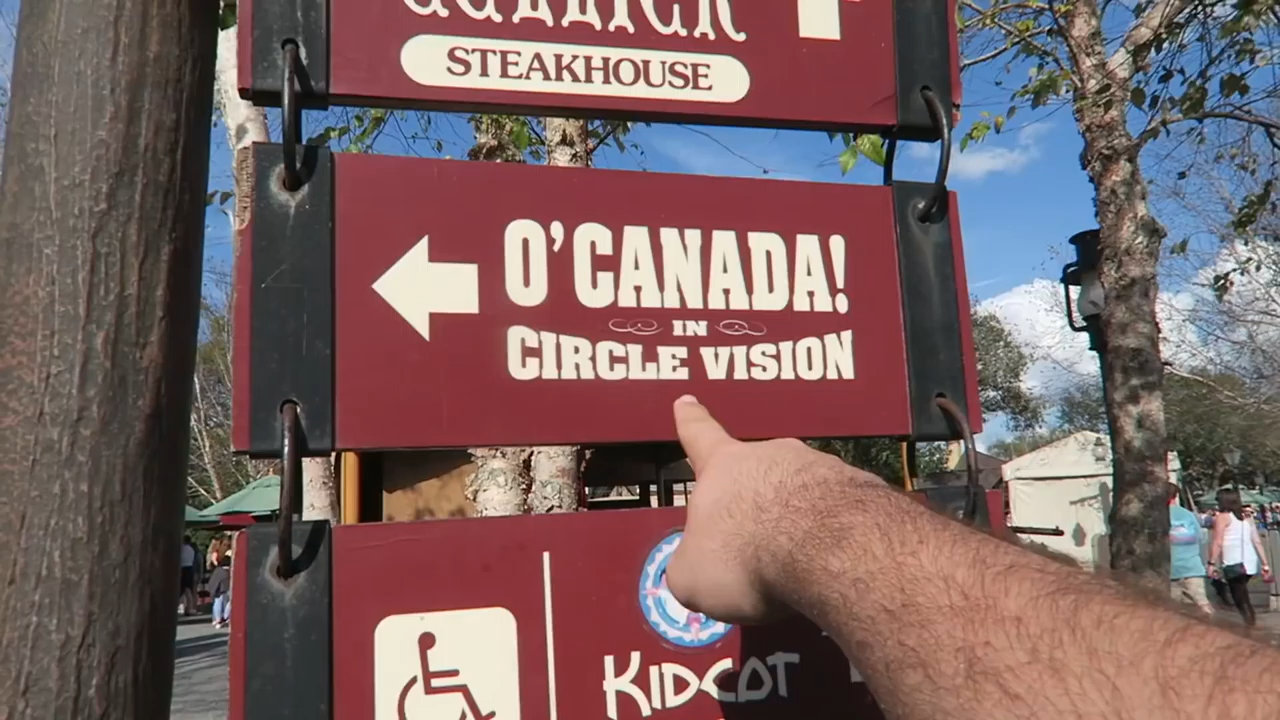 STEAKHOUSE
O'CANADA!
IN
CIRCLE VISION
KIDCOT